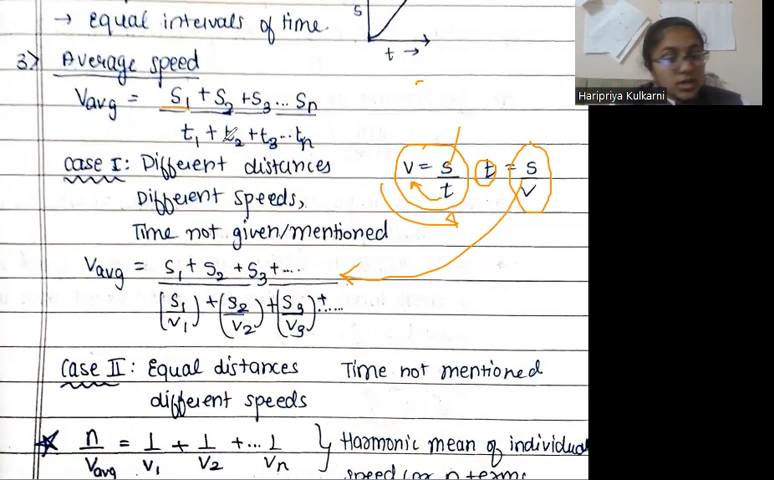 → Equal intervals of time.
s
t →
3) Average speed
Vavg = S1 + S2 + S3 ... Sn
t1 + t2 + t3 ... tn
Case I : Different distances
Different speeds,
Time not given/mentioned
v = s/t t = s/v
Vavg = S1 + S2 + S3 + ....
(S1/V1) + (S2/V2) + (S3/V3) + .....
Case II : Equal distances Time not mentioned
different speeds
★ n/Vavg = 1/V1 + 1/V2 + ... 1/Vn } Harmonic mean of individual
speed for n terms
Haripriya Kulkarni